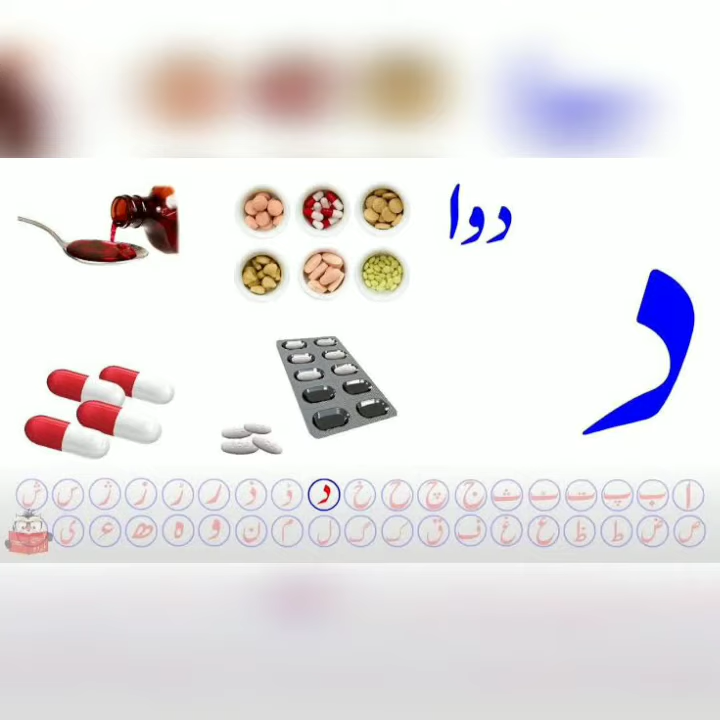 دوا
د
ا ب پ ت ٹ ث ج چ ح خ د ڈ ذ ر ڑ ز ژ س ش
ص ض ط ظ ع غ ف ق ک گ ل م ن و ہ ھ ء ی